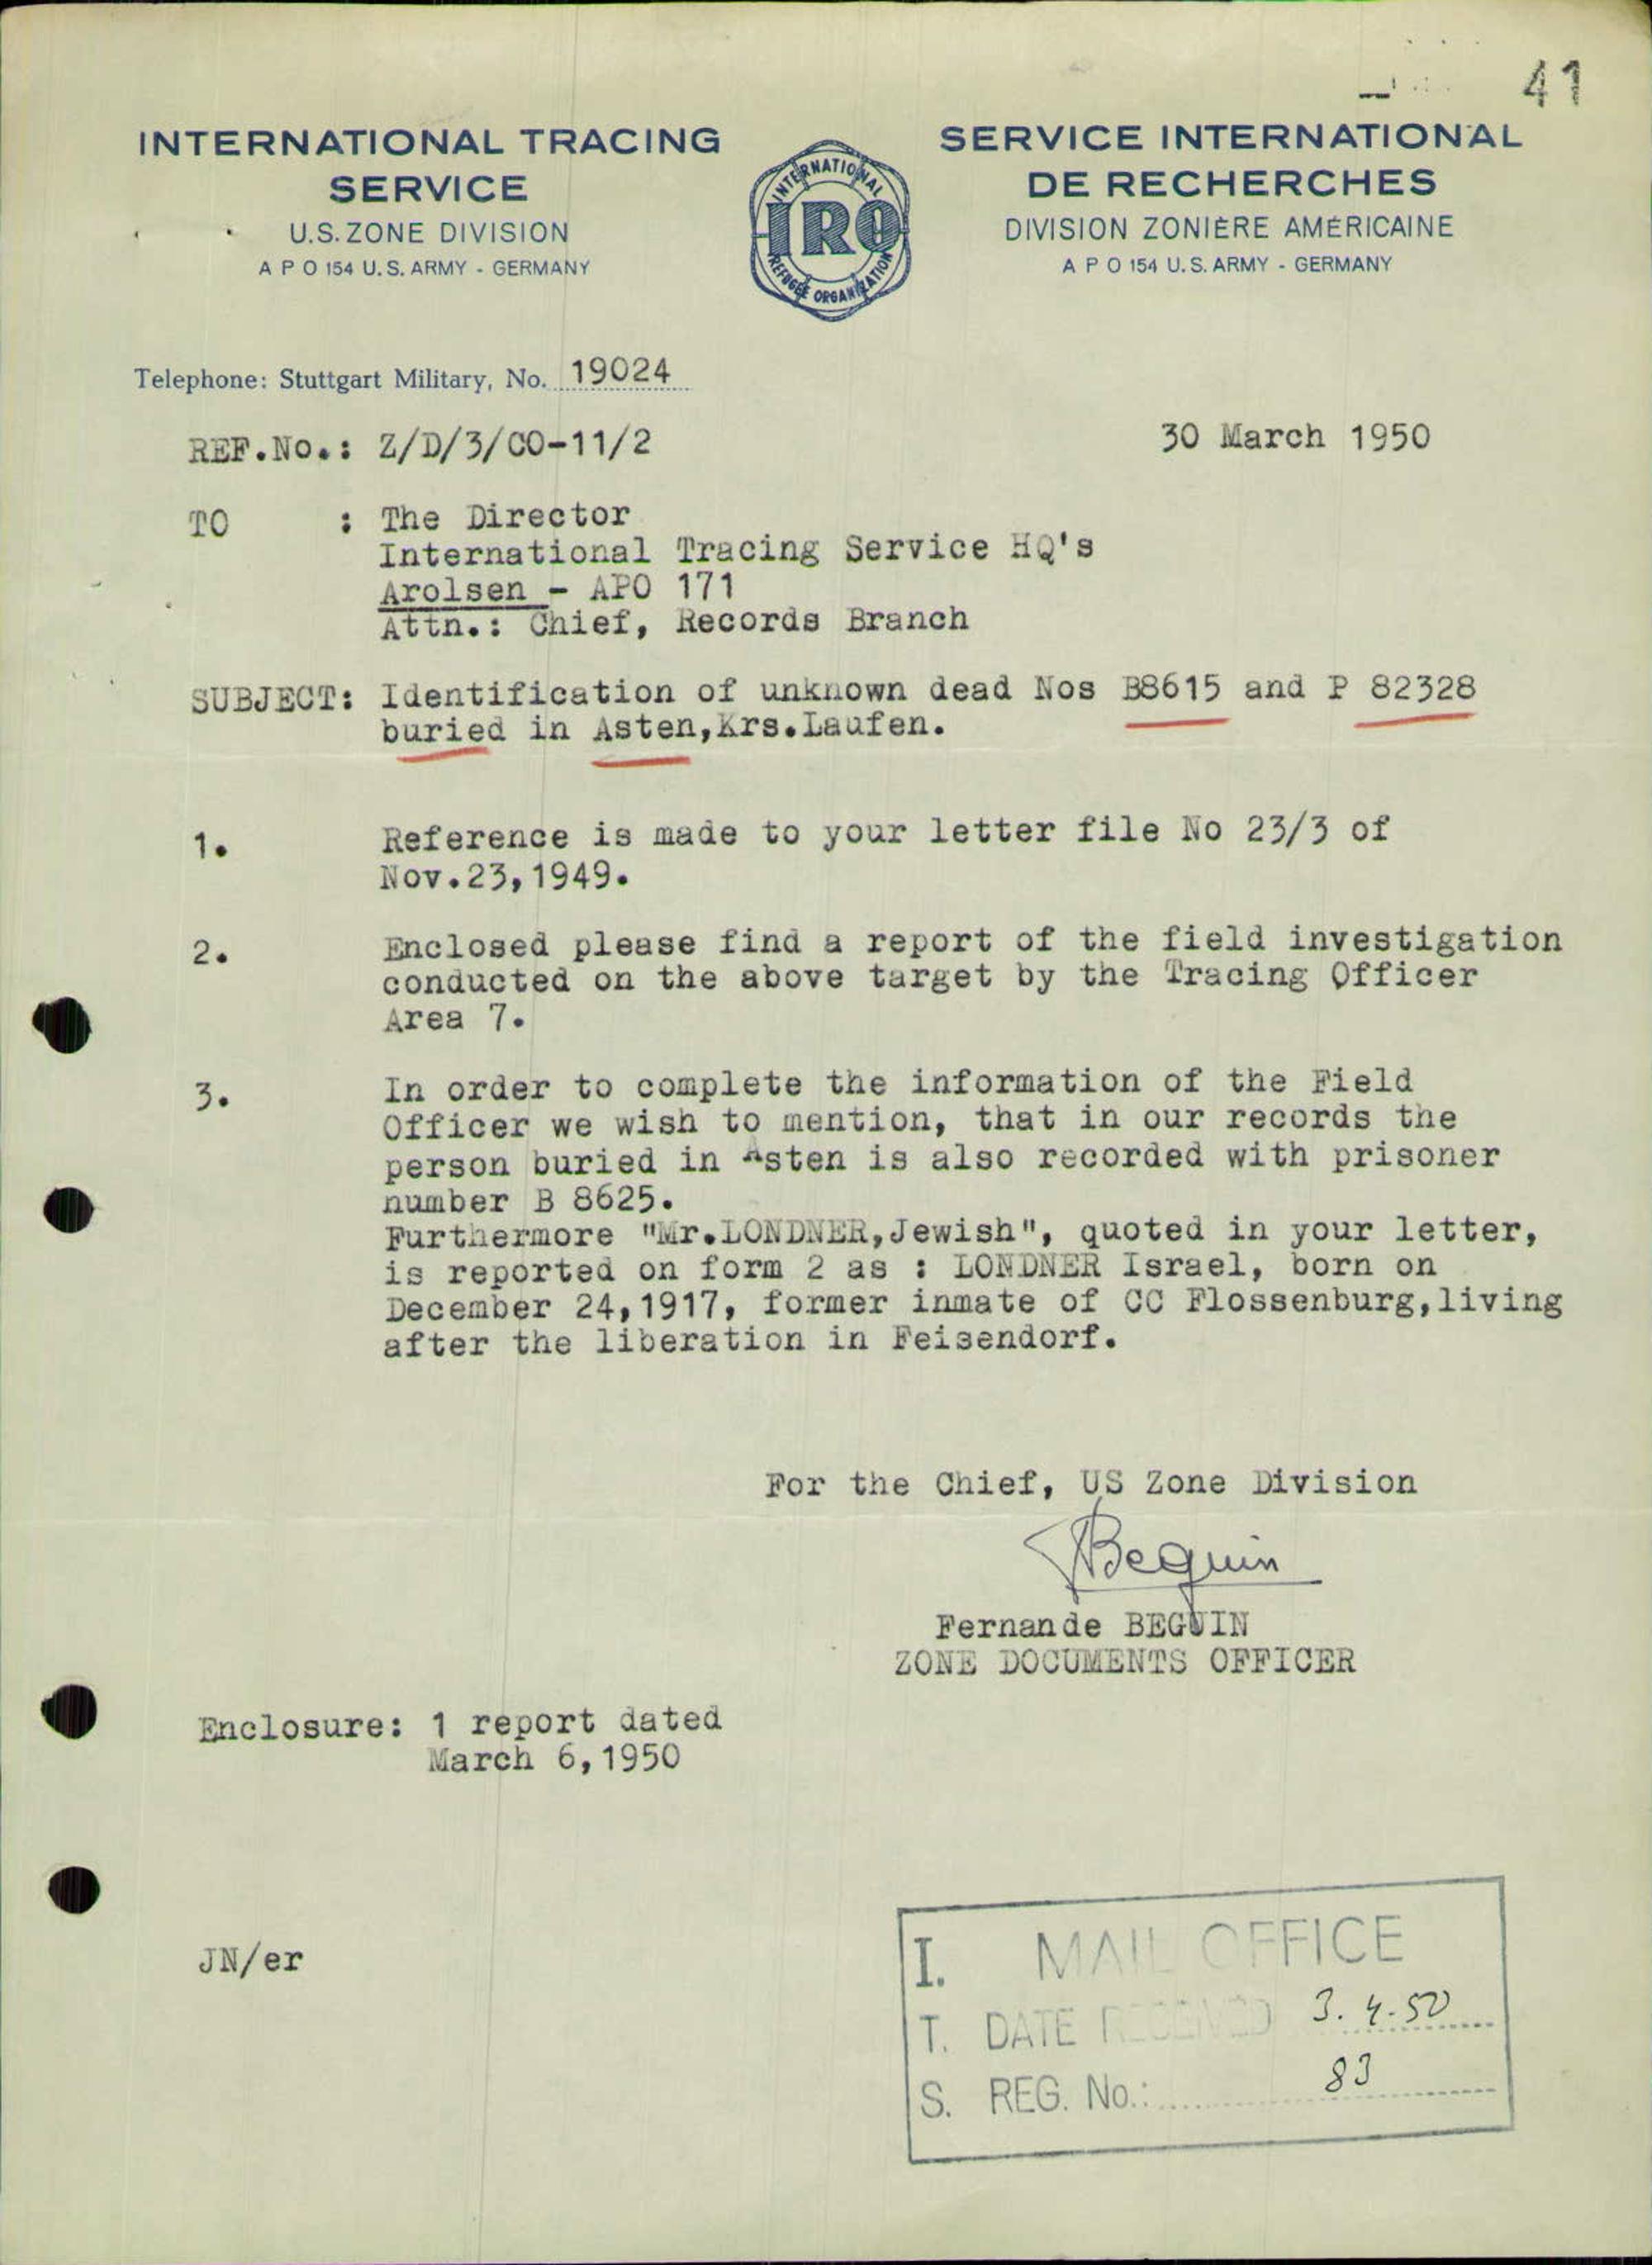 41
INTERNATIONAL TRACING
SERVICE
U.S. ZONE DIVISION
A P O 154 U. S. ARMY - GERMANY
INTERNATIONAL
IRO
REFUGEE ORGANIZATION
SERVICE INTERNATIONAL
DE RECHERCHES
DIVISION ZONIÈRE AMÉRICAINE
A P O 154 U. S. ARMY - GERMANY
Telephone: Stuttgart Military, No. 19024
REF.No.: Z/D/3/CO-11/2
30 March 1950
TO : The Director
International Tracing Service HQ's
Arolsen - APO 171
Attn.: Chief, Records Branch
SUBJECT: Identification of unknown dead Nos B8615 and P 82328
buried in Asten,Krs.Laufen.
1. Reference is made to your letter file No 23/3 of
Nov.23,1949.
2. Enclosed please find a report of the field investigation
conducted on the above target by the Tracing Officer
Area 7.
3. In order to complete the information of the Field
Officer we wish to mention, that in our records the
person buried in Asten is also recorded with prisoner
number B 8625.
Furthermore "Mr.LONDNER,Jewish", quoted in your letter,
is reported on form 2 as : LONDNER Israel, born on
December 24,1917, former inmate of CC Flossenburg,living
after the liberation in Feisendorf.
For the Chief, US Zone Division
Beguin
Fernande BEGUIN
ZONE DOCUMENTS OFFICER
Enclosure: 1 report dated
March 6,1950
JN/er
I. MAIL OFFICE
T. DATE RECEIVED 3. 4. 50
S. REG. No.: 83